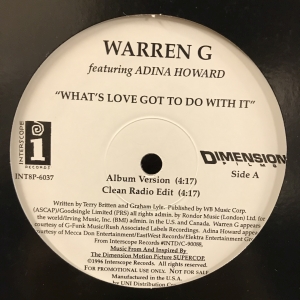 WARREN G
featuring ADINA HOWARD
"WHAT'S LOVE GOT TO DO WITH IT"
INTERSCOPE
RECORDS
INT8P-6037
DIMENSION
FILMS
Side A
Album Version (4:17)
Clean Radio Edit (4:17)
Written by Terry Britten and Graham Lyle. Published by WB Music Corp.
(ASCAP)/Goodsingle Limited (PRS) all rights admin. by Rondor Music (London) Ltd. for
the world/Irving Music, Inc. (BMI) admin. in the U.S. and Canada. Warren G appears
courtesy of G-Funk Music/Rush Associated Labels Recordings. Adina Howard appears
courtesy of Mecca Don Entertainment/EastWest Records/Elektra Entertainment Group.
From Interscope Records #INTD/C-90088.
Music From And Inspired By
The Dimension Motion Picture SUPERCOP.
©1996 Interscope Records. All rights reserved.
FOR PROMOTIONAL USE ONLY. NOT FOR SALE.
Manufactured in the U.S.A.
by UNI Distribution